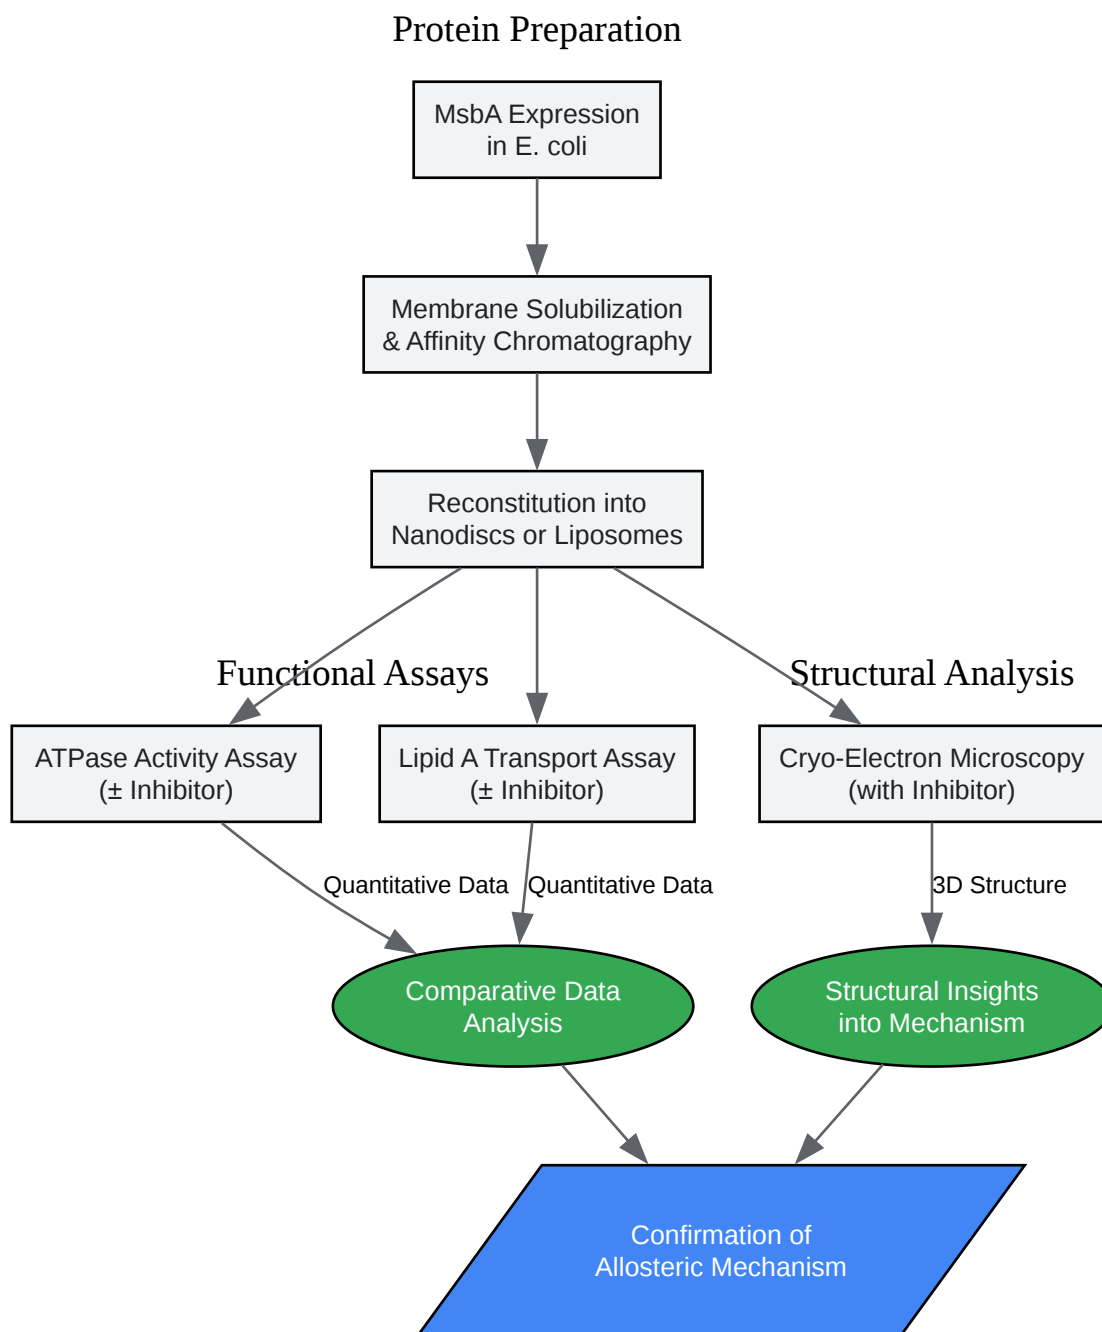 Protein Preparation
MsbA Expression
in E. coli
Membrane Solubilization
& Affinity Chromatography
Reconstitution into
Nanodiscs or Liposomes
Functional Assays
Structural Analysis
ATPase Activity Assay
(± Inhibitor)
Lipid A Transport Assay
(± Inhibitor)
Cryo-Electron Microscopy
(with Inhibitor)
Quantitative Data
Quantitative Data
3D Structure
Comparative Data
Analysis
Structural Insights
into Mechanism
Confirmation of
Allosteric Mechanism